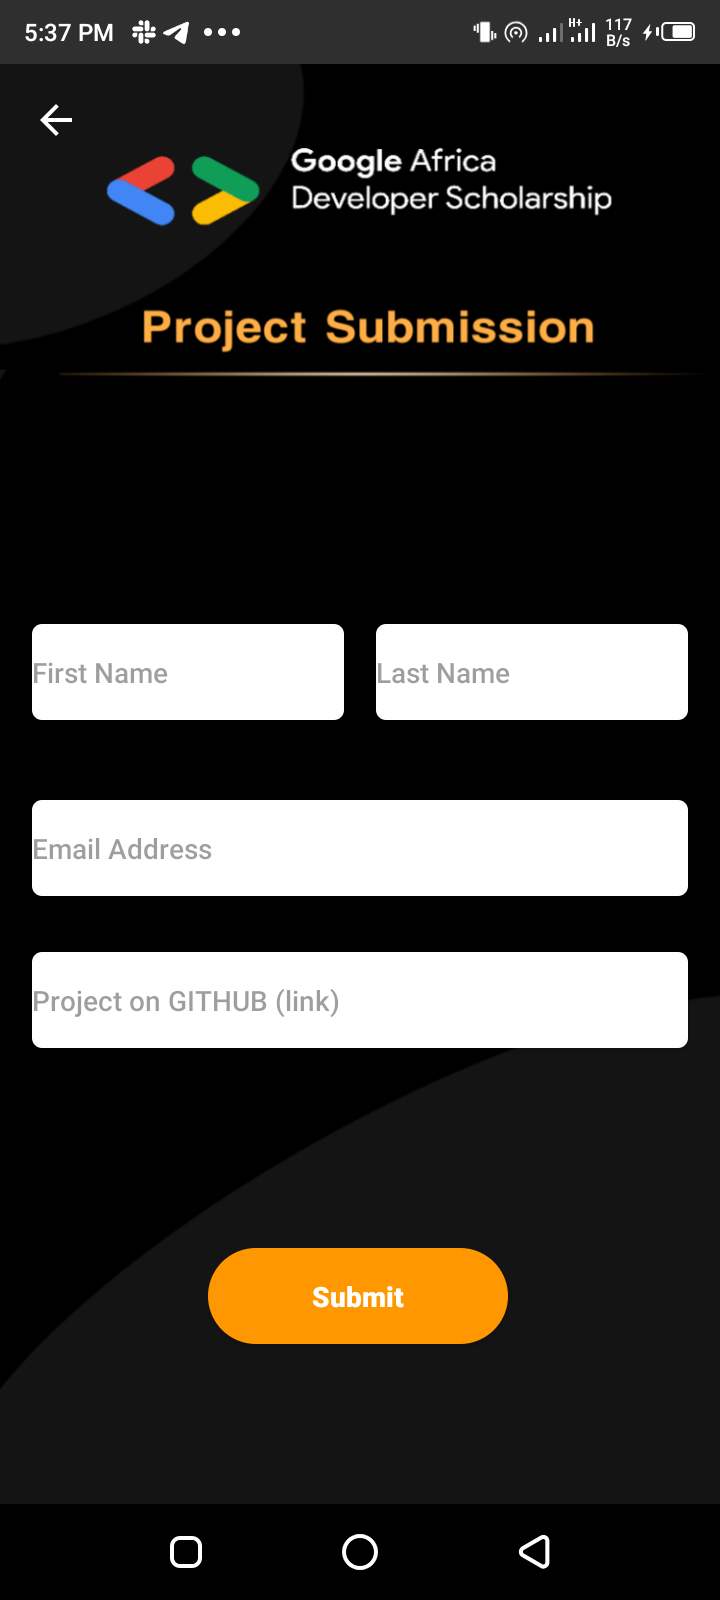 5:37 PM
H+
117
B/s
Google Africa
Developer Scholarship
Project Submission
First Name
Last Name
Email Address
Project on GITHUB (link)
Submit